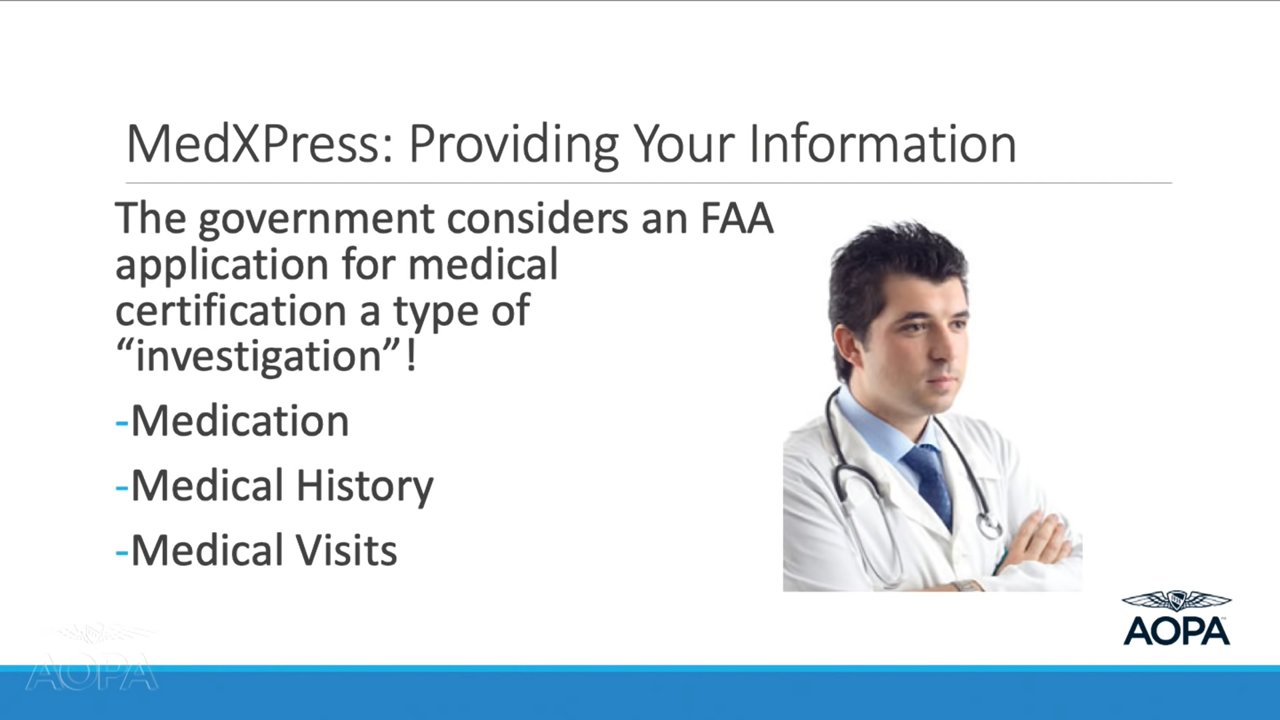 MedXPress: Providing Your Information
The government considers an FAA
application for medical
certification a type of
“investigation”!
-Medication
-Medical History
-Medical Visits
AOPA
AOPA